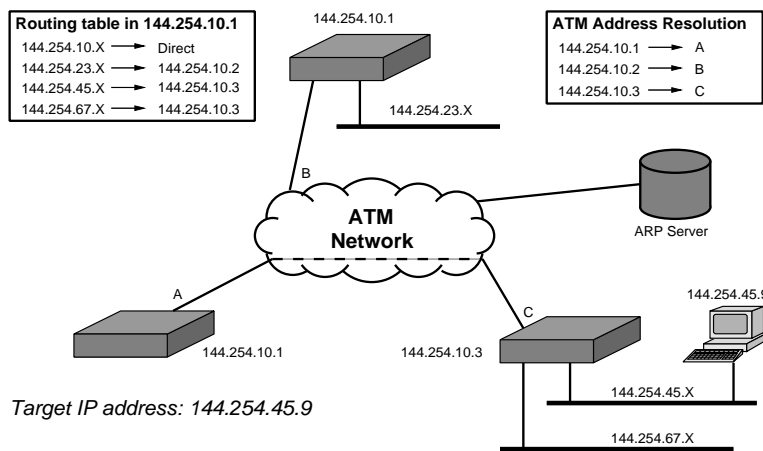 Routing table in 144.254.10.1
144.254.10.X Direct
144.254.23.X 144.254.10.2
144.254.45.X 144.254.10.3
144.254.67.X 144.254.10.3
144.254.10.1
ATM Address Resolution
144.254.10.1 A
144.254.10.2 B
144.254.10.3 C
144.254.23.X
B
ATM
Network
ARP Server
A
C
144.254.45.9
144.254.10.1
144.254.10.3
144.254.45.X
Target IP address: 144.254.45.9
144.254.67.X